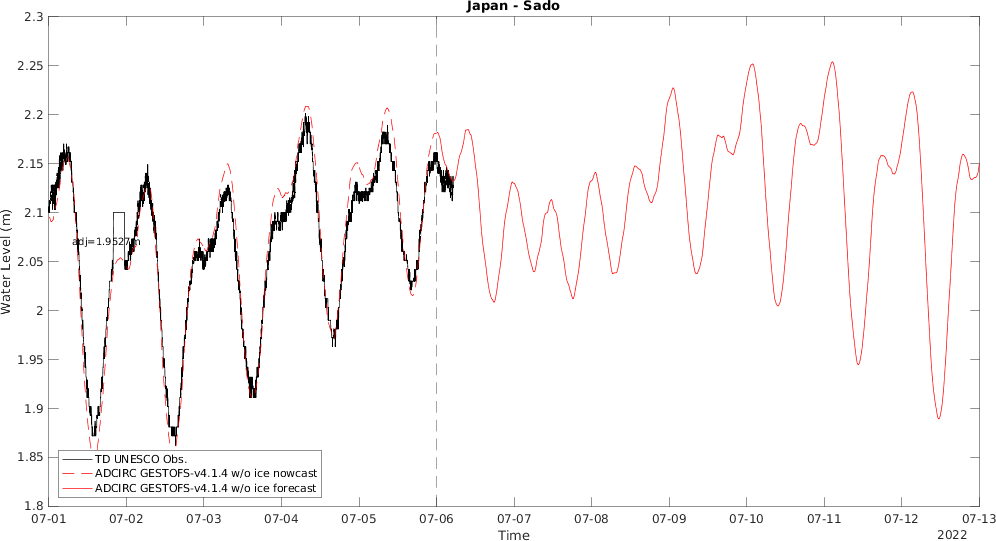 Japan - Sado
2.3
2.25
2.2
2.15
2.1
2.05
2
1.95
1.9
1.85
1.8
Water Level (m)
adj=1.9527m
TD UNESCO Obs.
ADCIRC GESTOFS-v4.1.4 w/o ice nowcast
ADCIRC GESTOFS-v4.1.4 w/o ice forecast
07-01 07-02 07-03 07-04 07-05 07-06 07-07 07-08 07-09 07-10 07-11 07-12 07-13
Time
2022